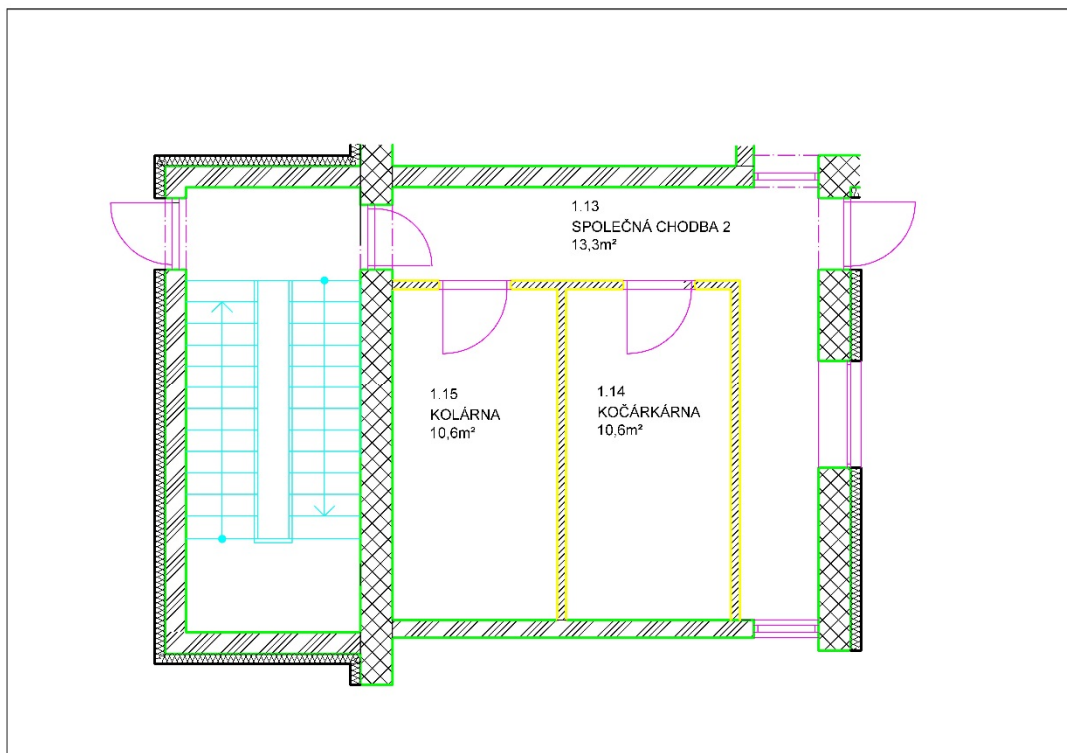 1.13
SPOLEČNÁ CHODBA 2
13,3m²
1.15
KOLÁRNA
10,6m²
1.14
KOČÁRKÁRNA
10,6m²